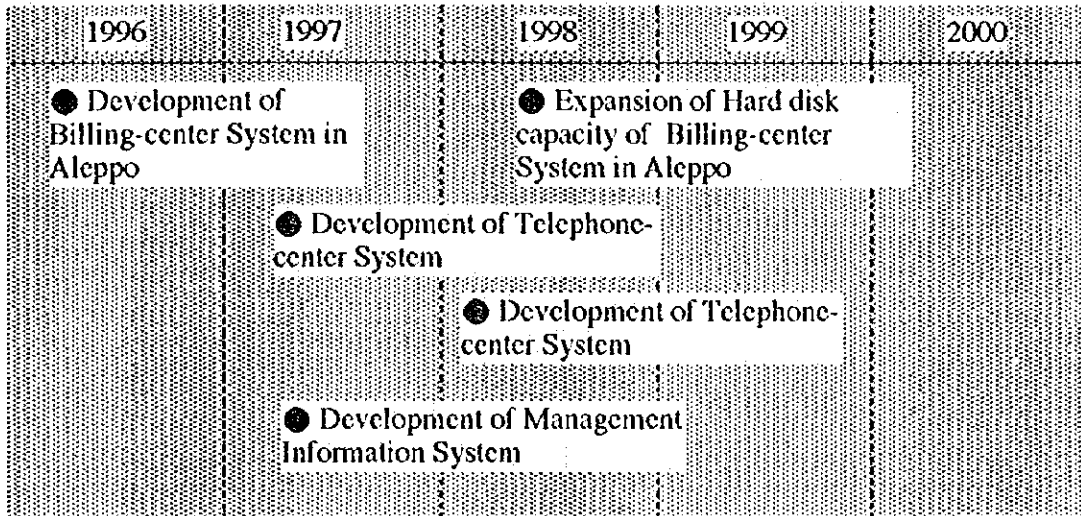 1996 1997 1998 1999 2000
● Development of
Billing-center System in
Aleppo
● Expansion of Hard disk
capacity of Billing-center
System in Aleppo
● Development of Telephone-
center System
● Development of Telephone-
center System
● Development of Management
Information System